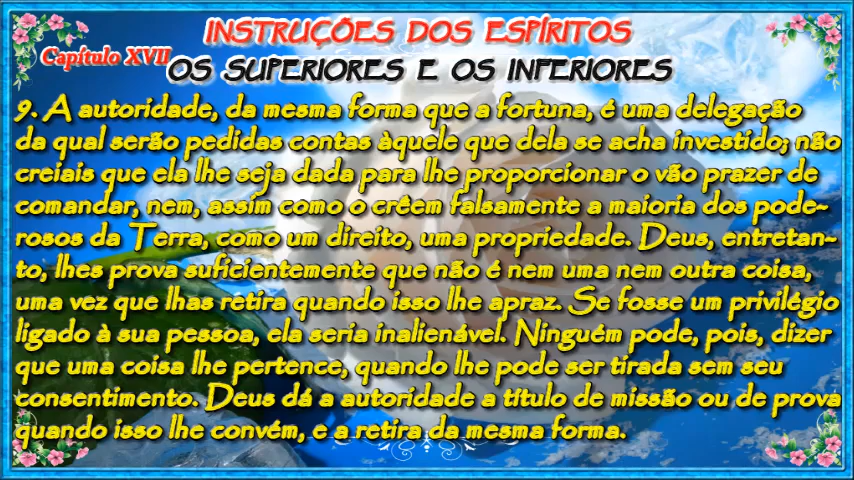 INSTRUÇÕES DOS ESPÍRITOS
Capítulo XVII
OS SUPERIORES E OS INFERIORES
9. A autoridade, da mesma forma que a fortuna, é uma delegação
da qual serão pedidas contas àquele que dela se acha investido; não
creiais que ela lhe seja dada para lhe proporcionar o vão prazer de
comandar, nem, assim como o crêem falsamente a maioria dos pode-
rosos da Terra, como um direito, uma propriedade. Deus, entretan-
to, lhes prova suficientemente que não é nem uma nem outra coisa,
uma vez que lhas retira quando isso lhe apraz. Se fosse um privilégio
ligado à sua pessoa, ela seria inalienável. Ninguém pode, pois, dizer
que uma coisa lhe pertence, quando lhe pode ser tirada sem seu
consentimento. Deus dá a autoridade a título de missão ou de prova
quando isso lhe convém, e a retira da mesma forma.